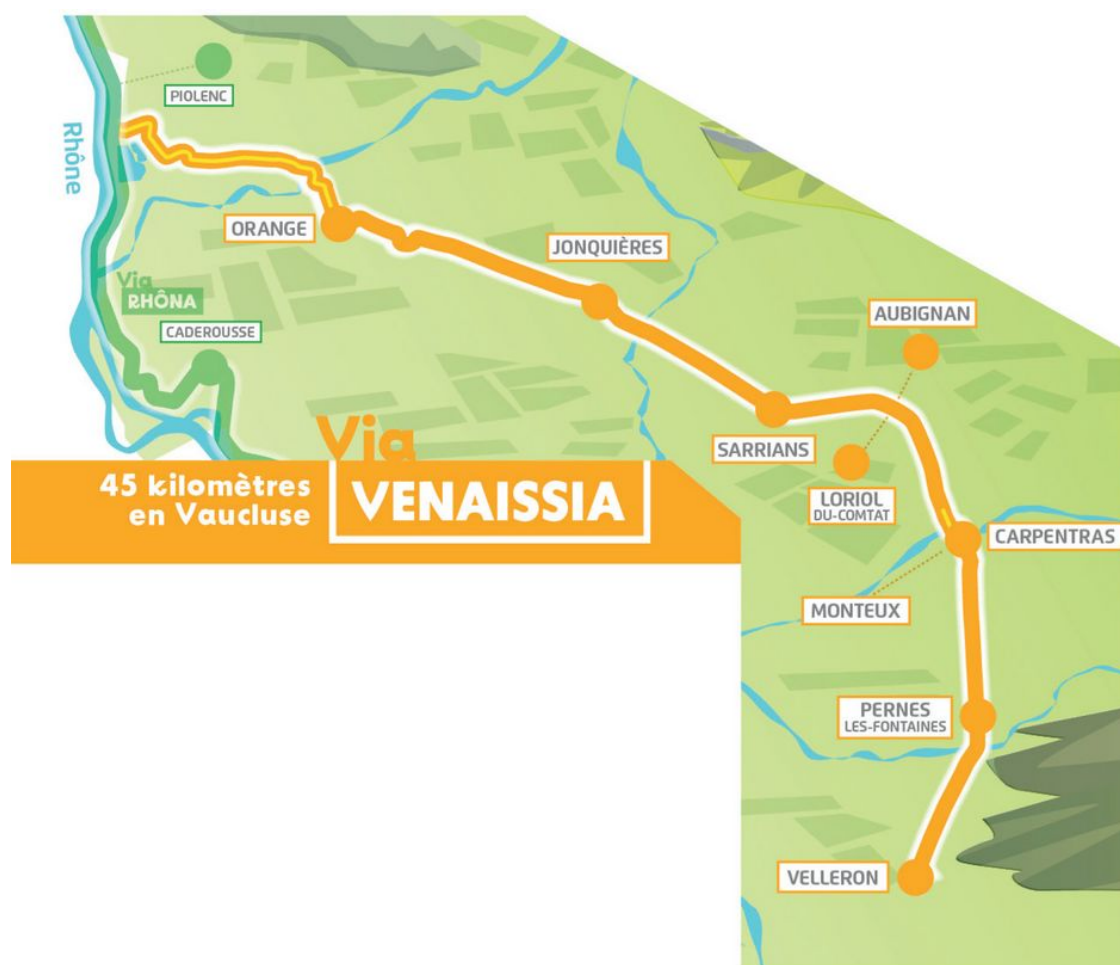 PIOLENC
Rhône
ORANGE
JONQUIÈRES
Via
RHÔNA
CADEROUSSE
AUBIGNAN
SARRIANS
LORIOL
DU-COMTAT
CARPENTRAS
MONTEUX
PERNES
LES-FONTAINES
VELLERON
Via
VENAISSIA
45 kilomètres
en Vaucluse